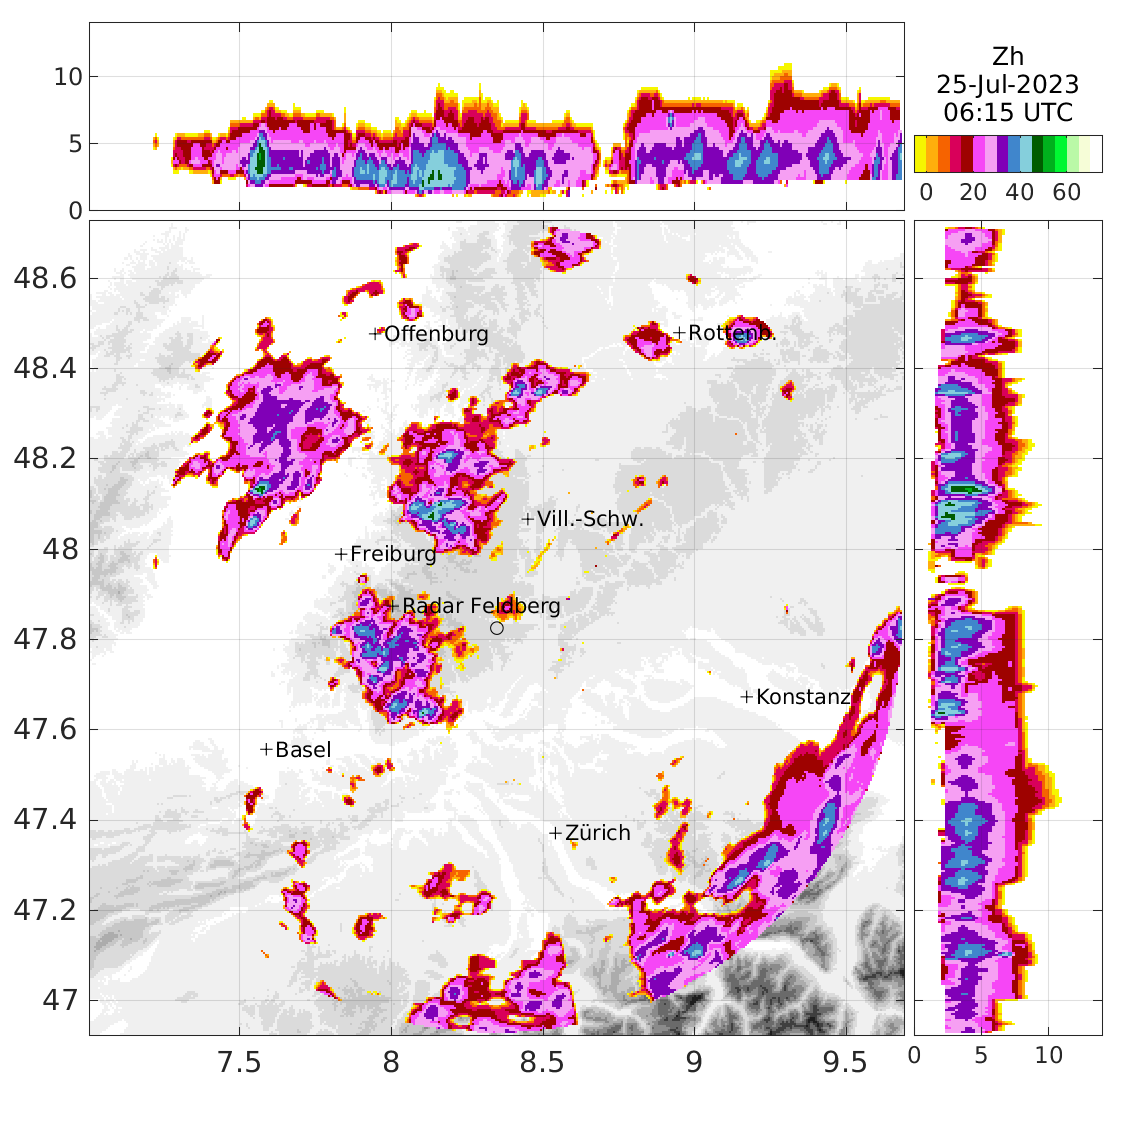 10
5
0
Zh
25-Jul-2023
06:15 UTC
0 20 40 60
48.6
48.4
48.2
48
47.8
47.6
47.4
47.2
47
Offenburg
Rottenb.
Vill.-Schw.
Freiburg
Radar Feldberg
Konstanz
Basel
Zürich
7.5 8 8.5 9 9.5
0 5 10